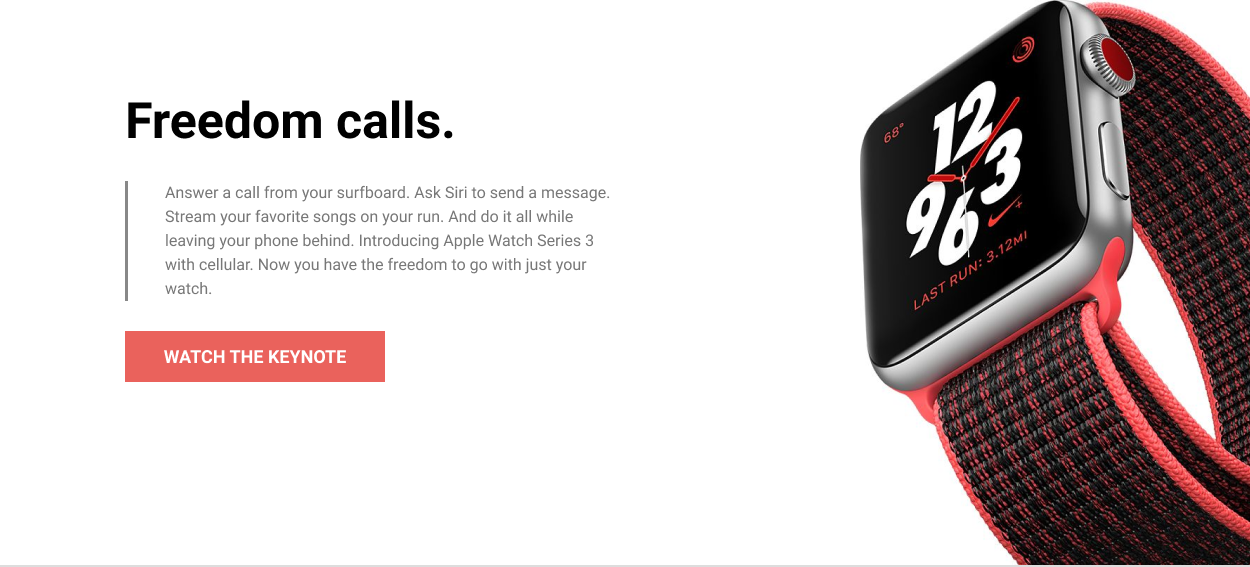 Freedom calls.
Answer a call from your surfboard. Ask Siri to send a message.
Stream your favorite songs on your run. And do it all while
leaving your phone behind. Introducing Apple Watch Series 3
with cellular. Now you have the freedom to go with just your
watch.
WATCH THE KEYNOTE
68°
12
3
9
6
LAST RUN: 3.12MI